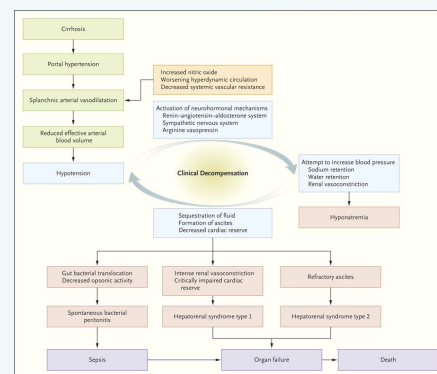 Cirrhosis
Portal hypertension
Splanchnic arterial vasodilatation
Reduced effective arterial
blood volume
Hypotension
Increased nitric oxide
Worsening hyperdynamic circulation
Decreased systemic vascular resistance
Activation of neurohormonal mechanisms
Renin–angiotensin–aldosterone system
Sympathetic nervous system
Arginine vasopressin
Clinical Decompensation
Attempt to increase blood pressure
Sodium retention
Water retention
Renal vasoconstriction
Hyponatremia
Sequestration of fluid
Formation of ascites
Decreased cardiac reserve
Gut bacterial translocation
Decreased opsonic activity
Intense renal vasoconstriction
Critically impaired cardiac
reserve
Refractory ascites
Spontaneous bacterial
peritonitis
Hepatorenal syndrome type 1
Hepatorenal syndrome type 2
Sepsis
Organ failure
Death